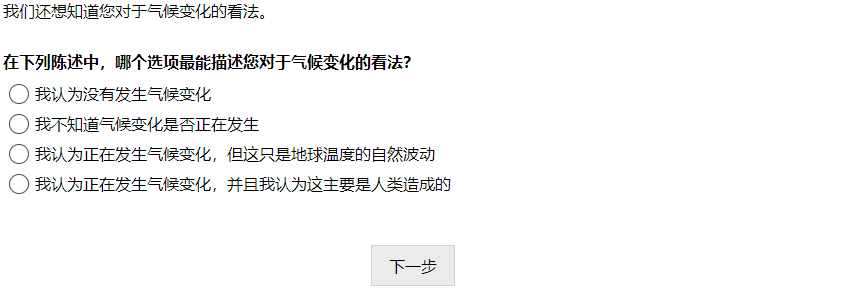 我们还想知道您对于气候变化的看法。
在下列陈述中，哪个选项最能描述您对于气候变化的看法？
我认为没有发生气候变化
我不知道气候变化是否正在发生
我认为正在发生气候变化，但这只是地球温度的自然波动
我认为正在发生气候变化，并且我认为这主要是人类造成的
下一步